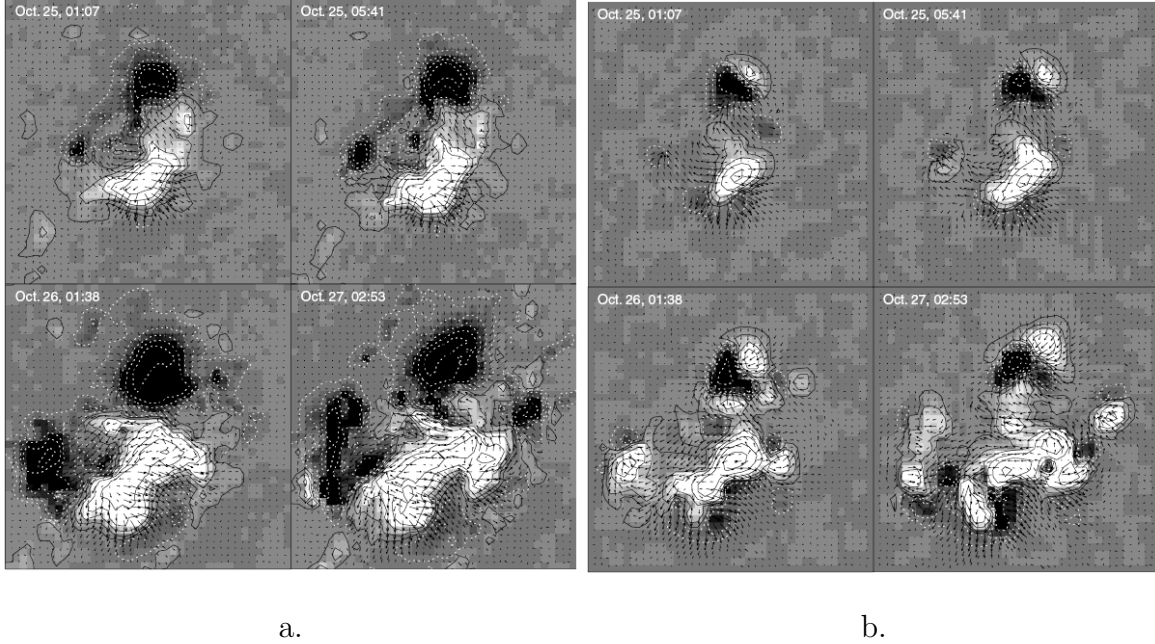 Oct. 25, 01:07
Oct. 25, 05:41
Oct. 26, 01:38
Oct. 27, 02:53
Oct. 25, 01:07
Oct. 25, 05:41
Oct. 26, 01:38
Oct. 27, 02:53
a.
b.